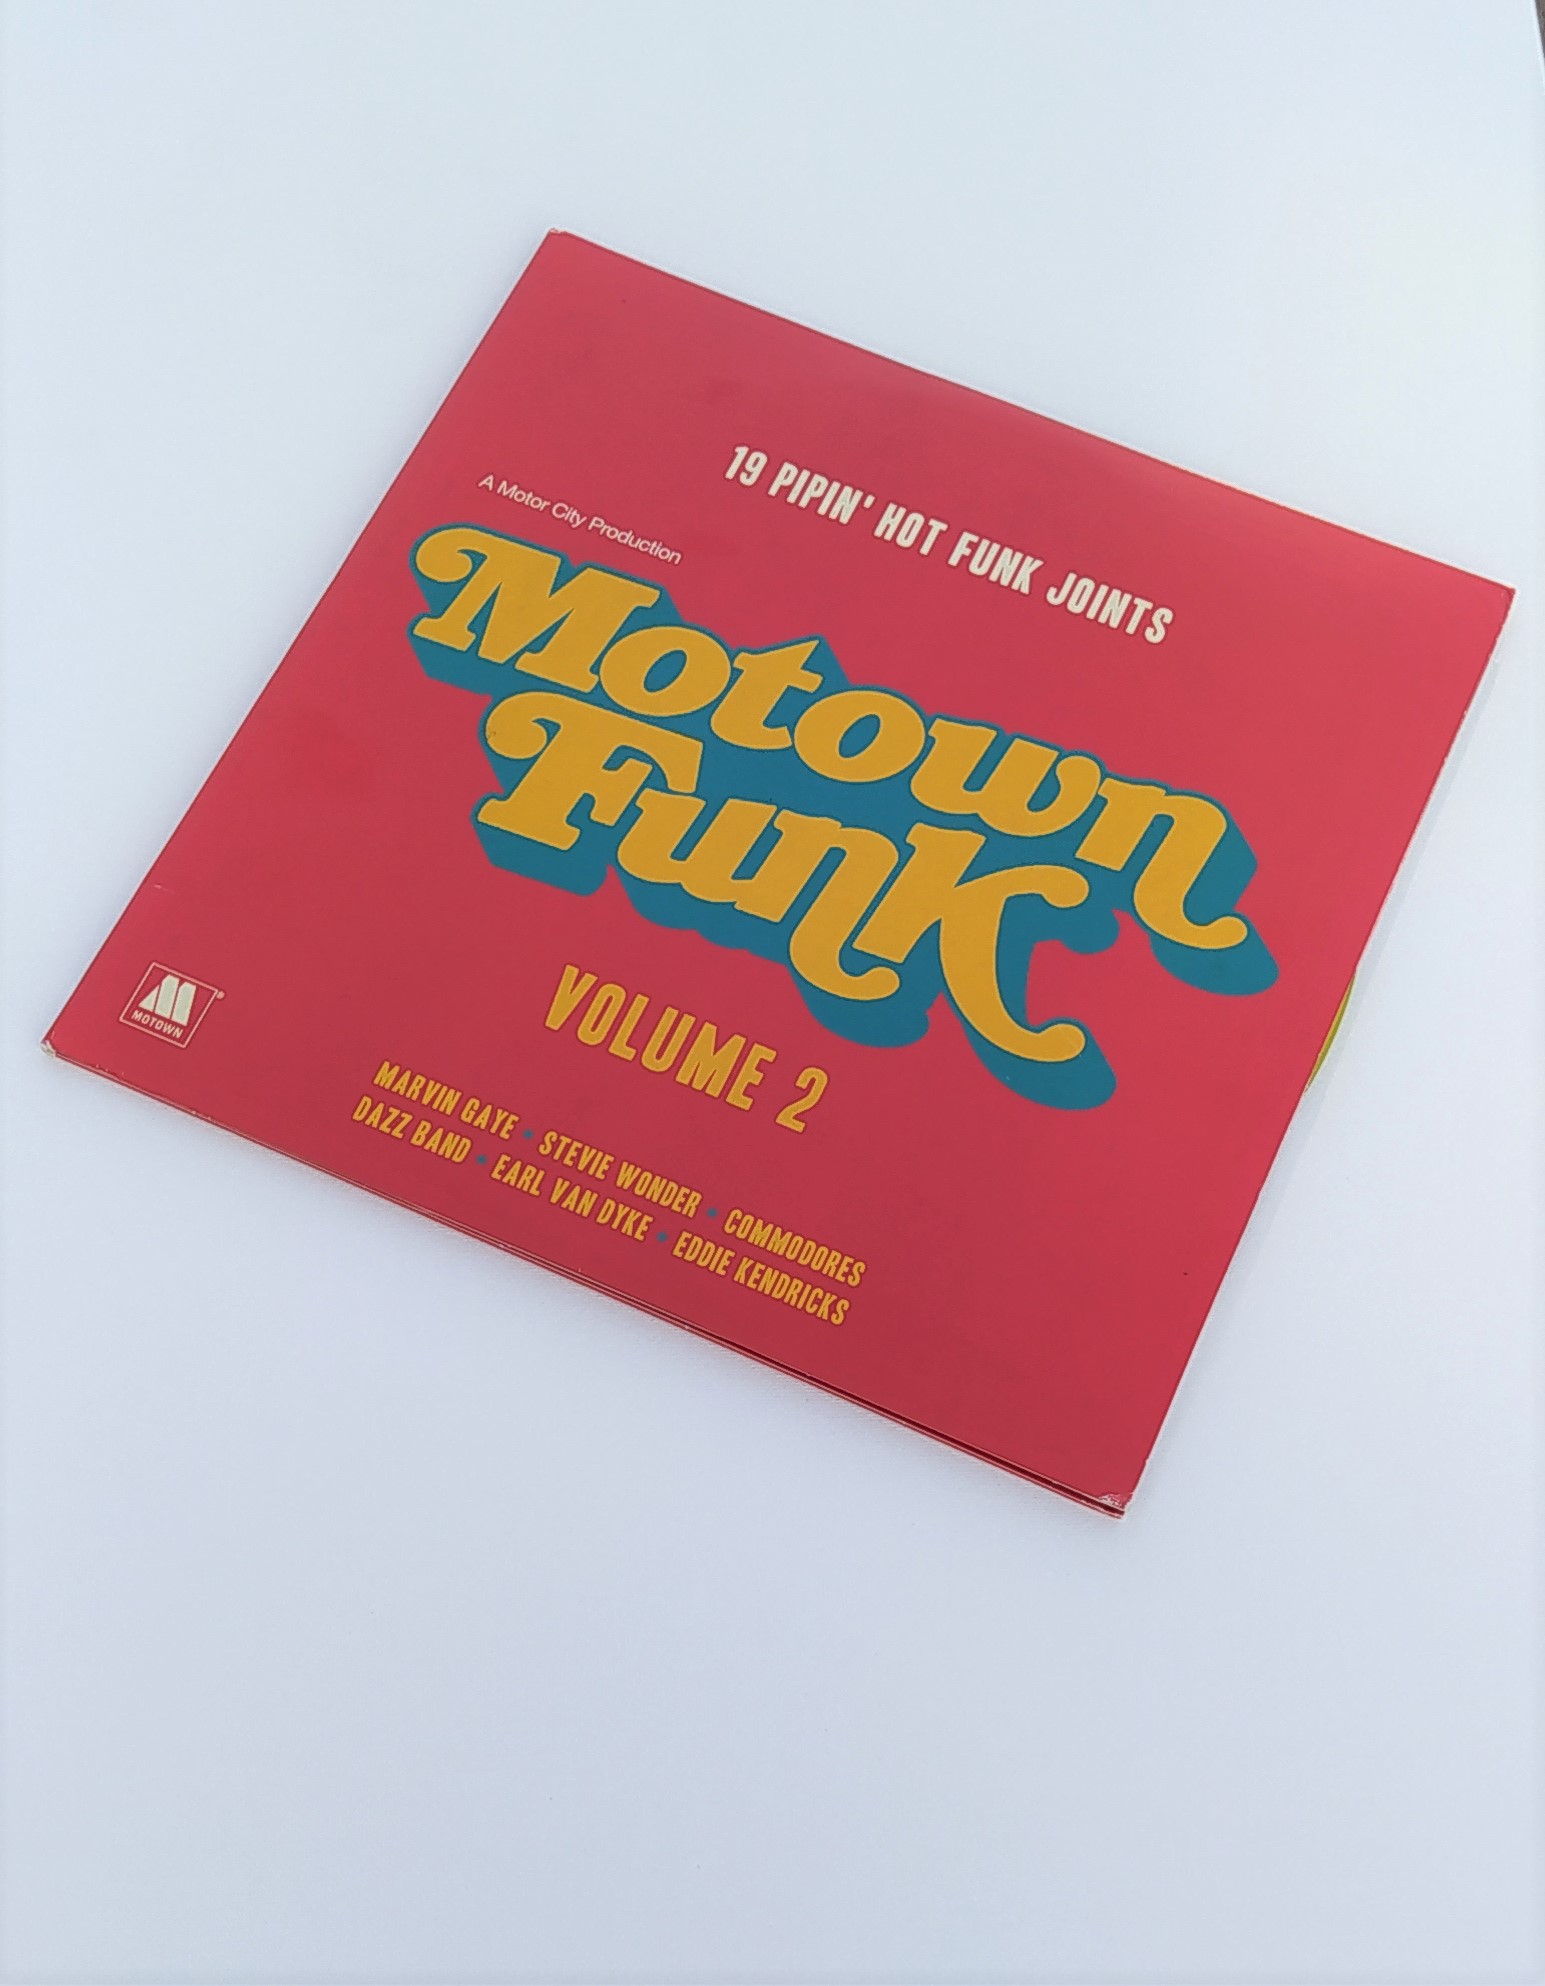 19 PIPIN' HOT FUNK JOINTS
A Motor City Production
Motown
Funk
VOLUME 2
MARVIN GAYE • STEVIE WONDER • COMMODORES
DAZZ BAND • EARL VAN DYKE • EDDIE KENDRICKS
M
MOTOWN
®